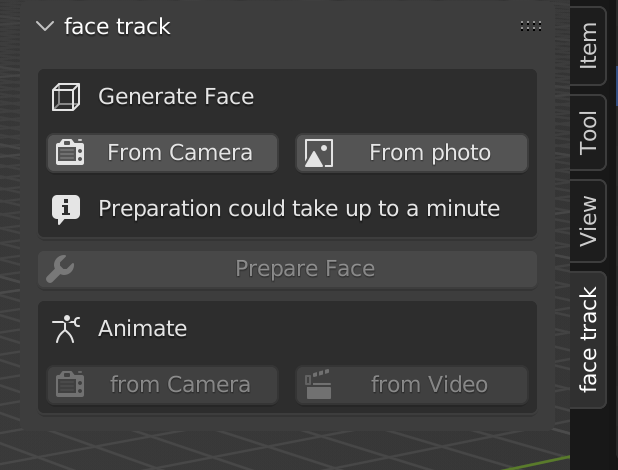 face track
Generate Face
From Camera
From photo
Preparation could take up to a minute
Prepare Face
Animate
from Camera
from Video
Item
Tool
View
face track